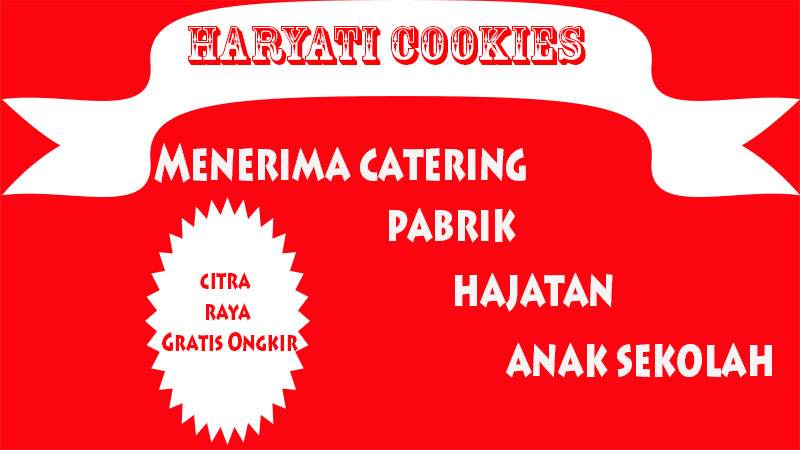 HARYATI COOKIES
MENERIMA CATERING
PABRIK
HAJATAN
ANAK SEKOLAH
CITRA
RAYA
GRATIS ONGKIR